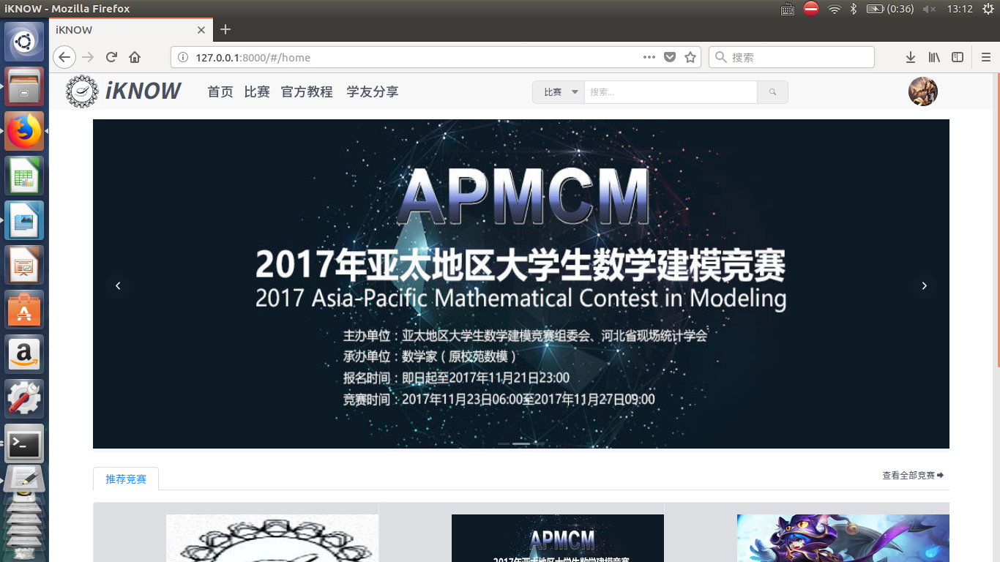 iKNOW - Mozilla Firefox
(0:36)
13:12
iKNOW
127.0.0.1:8000/#/home
搜索
iKNOW
首页 比赛 官方教程 学友分享
比赛
搜索...
APMCM
2017年亚太地区大学生数学建模竞赛
2017 Asia-Pacific Mathematical Contest in Modeling
主办单位：亚太地区大学生数学建模竞赛组委会、河北省现场统计学会
承办单位：数学家（原校苑数模）
报名时间：即日起至2017年11月21日23:00
竞赛时间：2017年11月23日06:00至2017年11月27日09:00
推荐竞赛
查看全部竞赛
APMCM
2017年亚太地区大学生数学建模竞赛